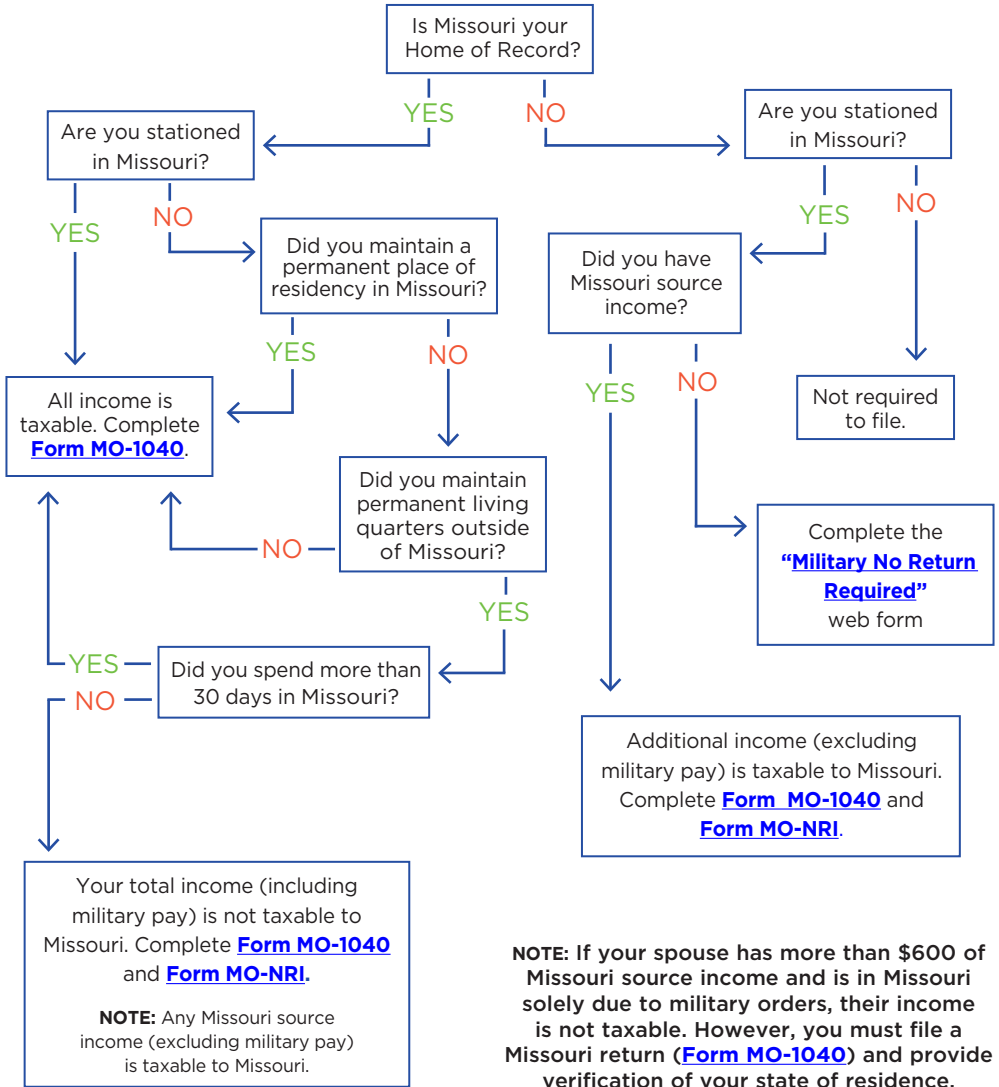 Is Missouri your
Home of Record?
YES
NO
Are you stationed
in Missouri?
Are you stationed
in Missouri?
YES
NO
YES
NO
Did you maintain a
permanent place of
residency in Missouri?
Did you have
Missouri source
income?
YES
NO
YES
NO
All income is
taxable. Complete
Form MO-1040.
Not required
to file.
Did you maintain
permanent living
quarters outside
of Missouri?
NO
YES
Complete the
“Military No Return
Required”
web form
Did you spend more than
30 days in Missouri?
YES
NO
Additional income (excluding
military pay) is taxable to Missouri.
Complete Form MO-1040 and
Form MO-NRI.
Your total income (including
military pay) is not taxable to
Missouri. Complete Form MO-1040
and Form MO-NRI.
NOTE: Any Missouri source
income (excluding military pay)
is taxable to Missouri.
NOTE: If your spouse has more than $600 of
Missouri source income and is in Missouri
solely due to military orders, their income
is not taxable. However, you must file a
Missouri return (Form MO-1040) and provide
verification of your state of residence.